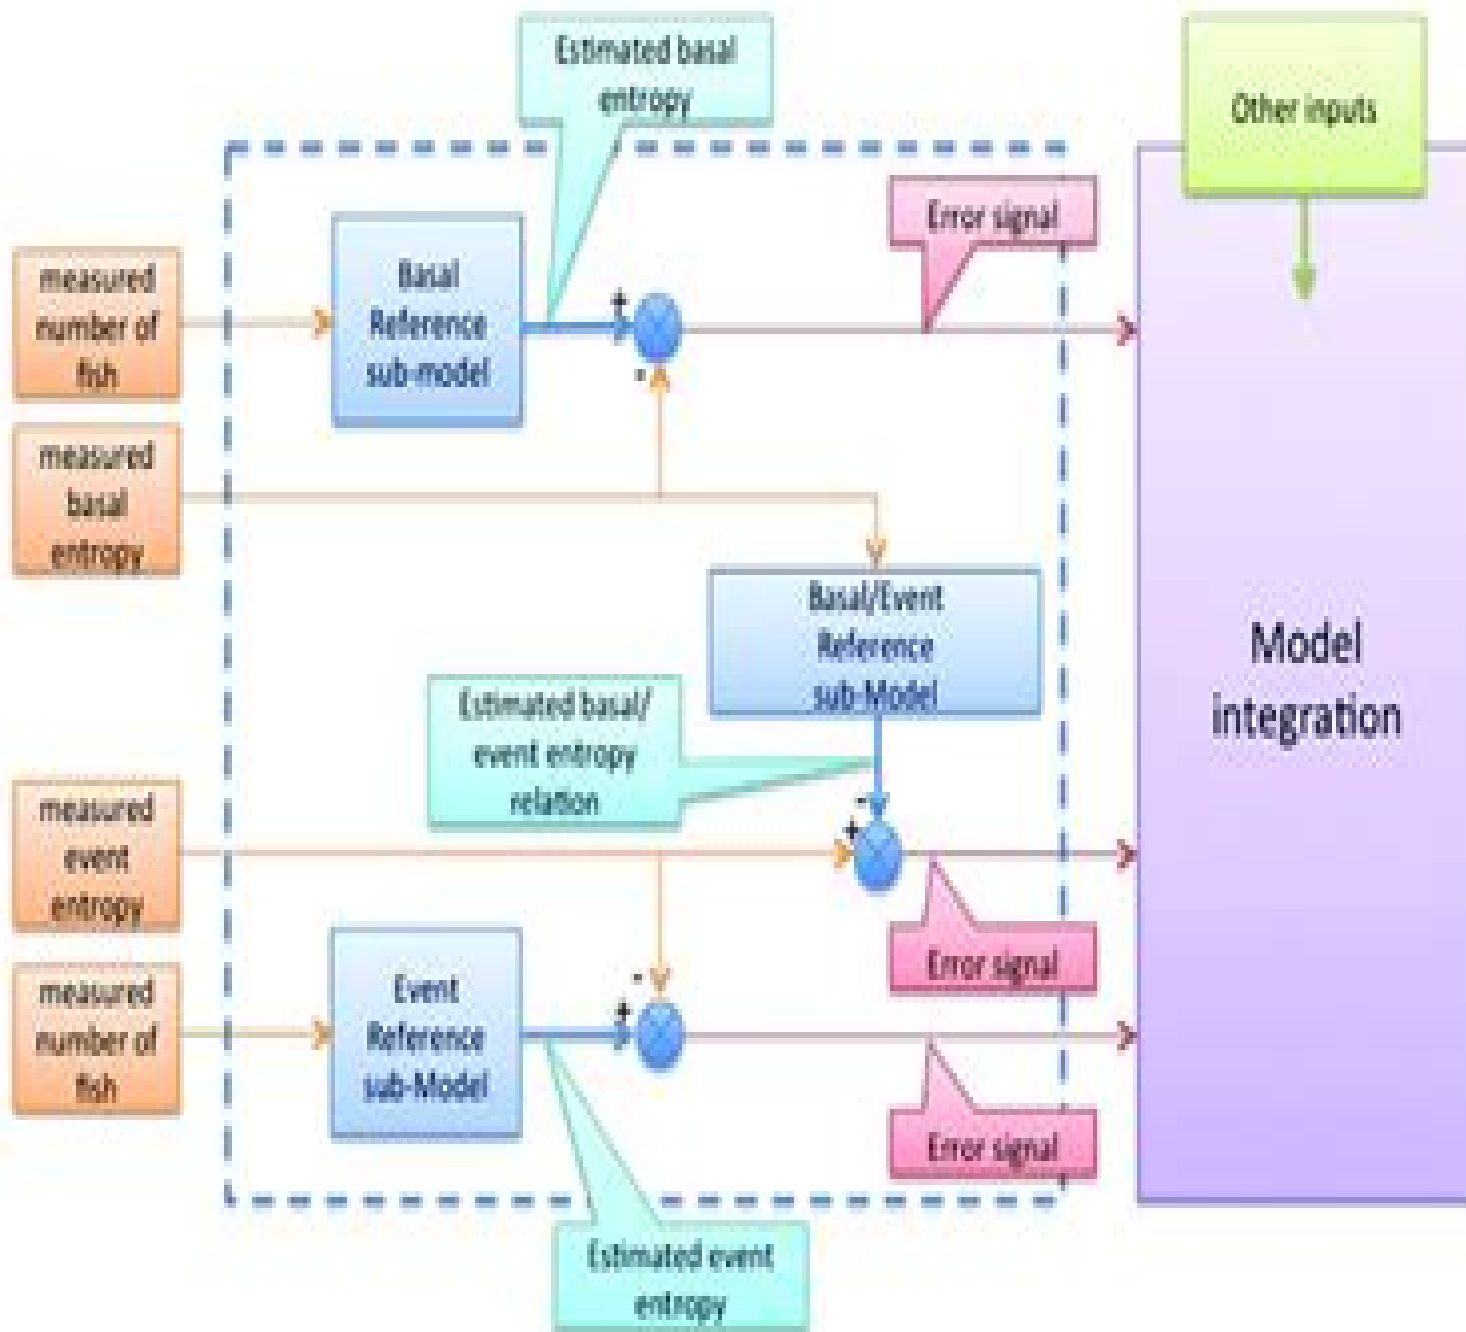 Estimated basal
entropy
Other inputs
Error signal
measured
number of
fish
Basal
Reference
sub-model
+
-
measured
basal
entropy
Basal/Event
Reference
sub-Model
Estimated basal/
event entropy
relation
Model
integration
measured
event
entropy
-
+
Error signal
measured
number of
fish
Event
Reference
sub-Model
-
+
Error signal
Estimated event
entropy